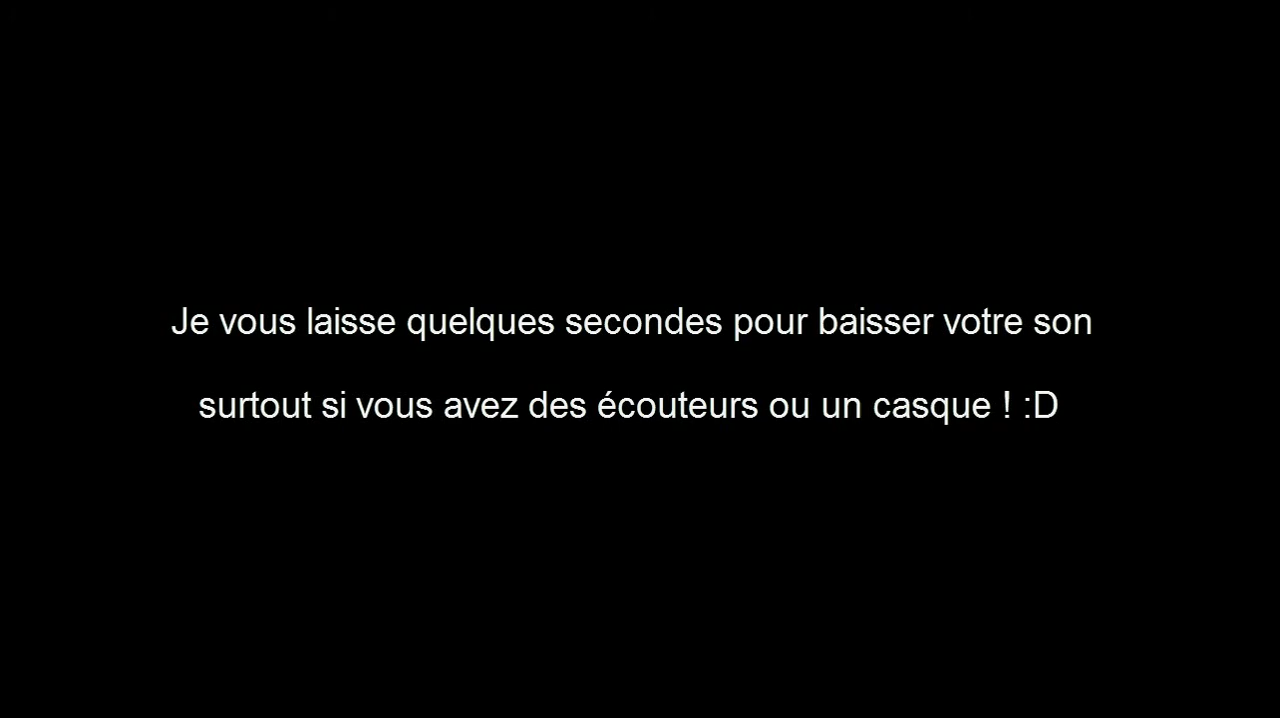 Je vous laisse quelques secondes pour baisser votre son
surtout si vous avez des écouteurs ou un casque ! :D